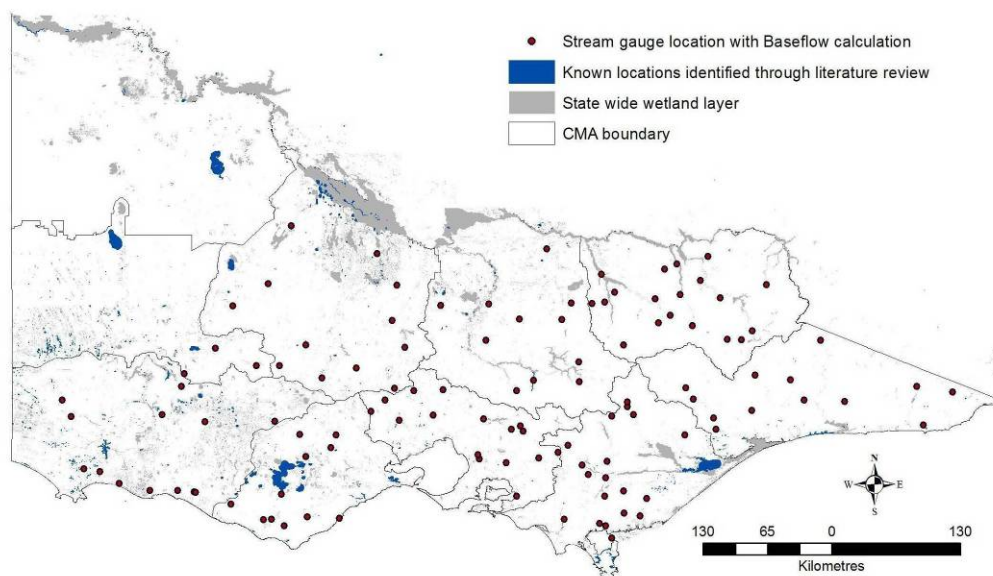 Stream gauge location with Baseflow calculation
Known locations identified through literature review
State wide wetland layer
CMA boundary
N
W E
S
130 65 0 130
Kilometres